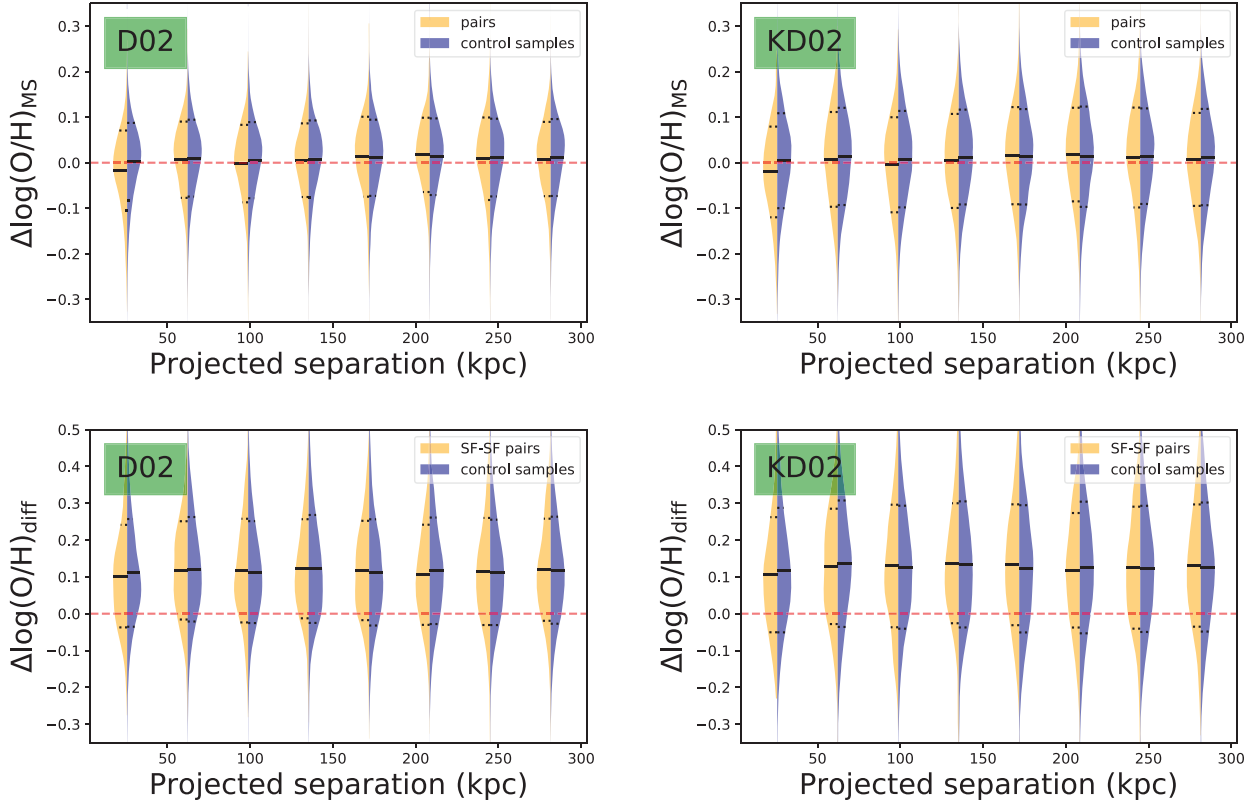 0.3
0.2
0.1
0.0
−0.1
−0.2
−0.3
Δlog(O/H)MS
D02
pairs
control samples
50
100
150
200
250
300
Projected separation (kpc)
0.3
0.2
0.1
0.0
−0.1
−0.2
−0.3
Δlog(O/H)MS
KD02
pairs
control samples
50
100
150
200
250
300
Projected separation (kpc)
0.5
0.4
0.3
0.2
0.1
0.0
−0.1
−0.2
−0.3
Δlog(O/H)diff
D02
SF-SF pairs
control samples
50
100
150
200
250
300
Projected separation (kpc)
0.5
0.4
0.3
0.2
0.1
0.0
−0.1
−0.2
−0.3
Δlog(O/H)diff
KD02
SF-SF pairs
control samples
50
100
150
200
250
300
Projected separation (kpc)